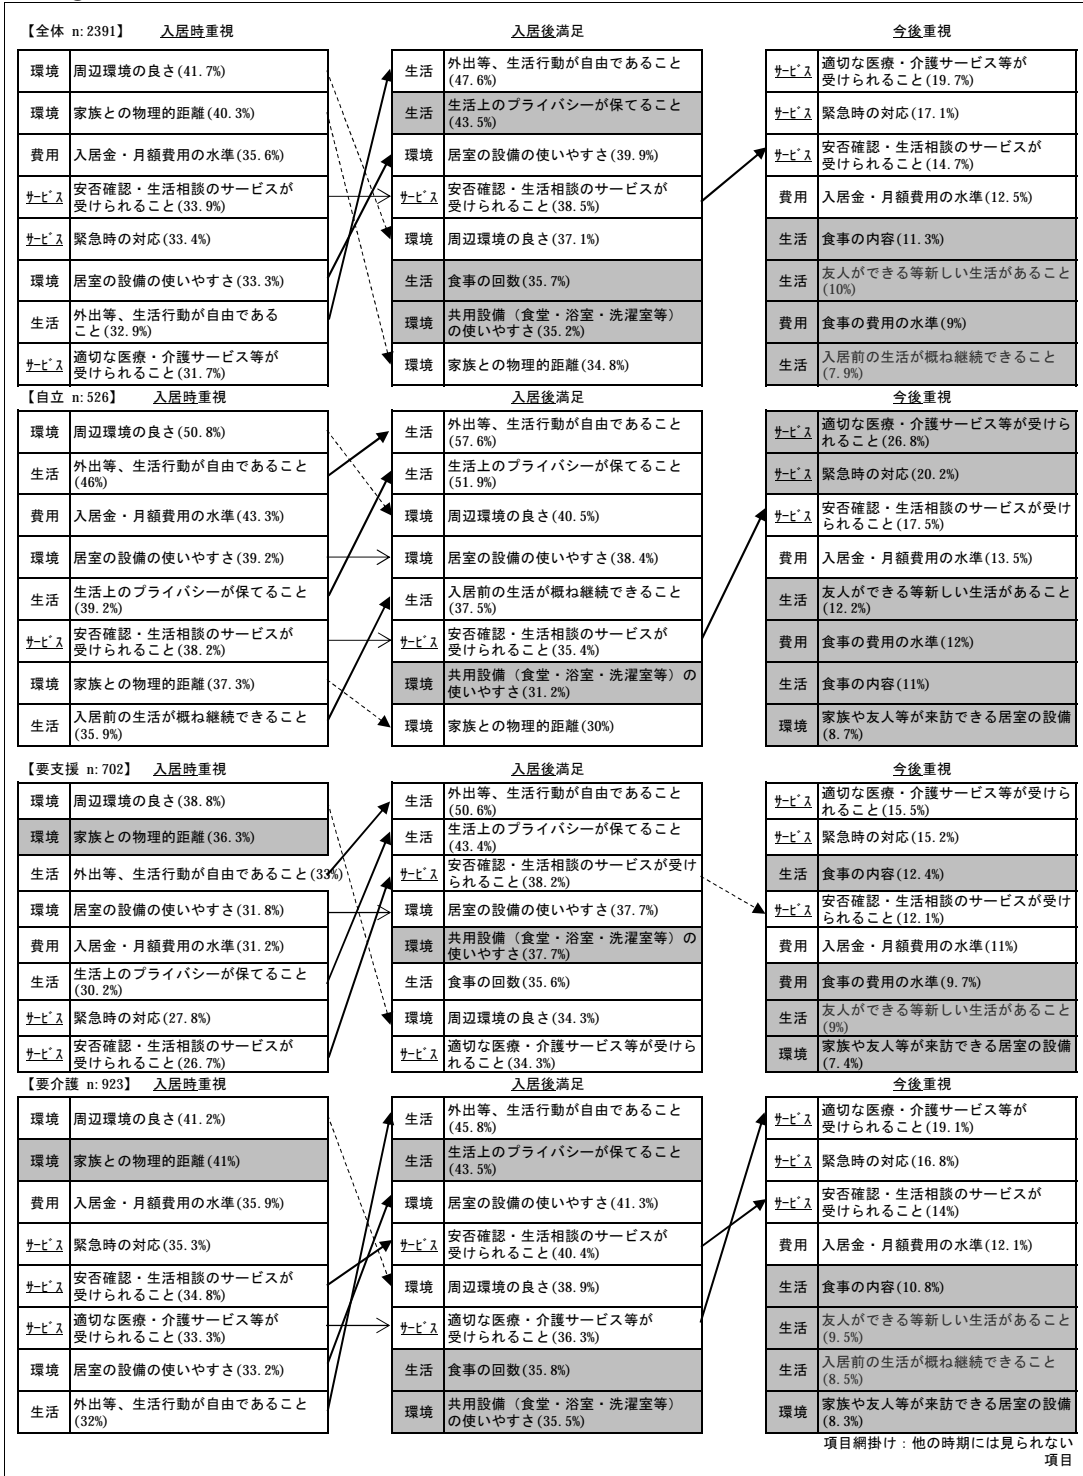 【全体 n:2391】 入居時重視 入居後満足 今後重視
環境 周辺環境の良さ(41.7%)
環境 家族との物理的距離(40.3%)
費用 入居金・月額費用の水準(35.6%)
ｻｰﾋﾞｽ 安否確認・生活相談のサービスが
受けられること(33.9%)
ｻｰﾋﾞｽ 緊急時の対応(33.4%)
環境 居室の設備の使いやすさ(33.3%)
生活 外出等、生活行動が自由である
こと(32.9%)
ｻｰﾋﾞｽ 適切な医療・介護サービス等が
受けられること(31.7%)
生活 外出等、生活行動が自由であること
(47.6%)
生活 生活上のプライバシーが保てること
(43.5%)
環境 居室の設備の使いやすさ(39.9%)
ｻｰﾋﾞｽ 安否確認・生活相談のサービスが
受けられること(38.5%)
環境 周辺環境の良さ(37.1%)
生活 食事の回数(35.7%)
環境 共用設備（食堂・浴室・洗濯室等）
の使いやすさ(35.2%)
環境 家族との物理的距離(34.8%)
ｻｰﾋﾞｽ 適切な医療・介護サービス等が
受けられること(19.7%)
ｻｰﾋﾞｽ 緊急時の対応(17.1%)
ｻｰﾋﾞｽ 安否確認・生活相談のサービスが
受けられること(14.7%)
費用 入居金・月額費用の水準(12.5%)
生活 食事の内容(11.3%)
生活 友人ができる等新しい生活があること
(10%)
費用 食事の費用の水準(9%)
生活 入居前の生活が概ね継続できること
(7.9%)
【自立 n:526】 入居時重視 入居後満足 今後重視
環境 周辺環境の良さ(50.8%)
生活 外出等、生活行動が自由であること
(46%)
費用 入居金・月額費用の水準(43.3%)
環境 居室の設備の使いやすさ(39.2%)
生活 生活上のプライバシーが保てること
(39.2%)
ｻｰﾋﾞｽ 安否確認・生活相談のサービスが
受けられること(38.2%)
環境 家族との物理的距離(37.3%)
生活 入居前の生活が概ね継続できること
(35.9%)
生活 外出等、生活行動が自由であること
(57.6%)
生活 生活上のプライバシーが保てること
(51.9%)
環境 周辺環境の良さ(40.5%)
環境 居室の設備の使いやすさ(38.4%)
生活 入居前の生活が概ね継続できること
(37.5%)
ｻｰﾋﾞｽ 安否確認・生活相談のサービスが
受けられること(35.4%)
環境 共用設備（食堂・浴室・洗濯室等）の
使いやすさ(31.2%)
環境 家族との物理的距離(30%)
ｻｰﾋﾞｽ 適切な医療・介護サービス等が受けら
れること(26.8%)
ｻｰﾋﾞｽ 緊急時の対応(20.2%)
ｻｰﾋﾞｽ 安否確認・生活相談のサービスが受け
られること(17.5%)
費用 入居金・月額費用の水準(13.5%)
生活 友人ができる等新しい生活があること
(12.2%)
費用 食事の費用の水準(12%)
生活 食事の内容(11%)
環境 家族や友人等が来訪できる居室の設備
(8.7%)
【要支援 n:702】 入居時重視 入居後満足 今後重視
環境 周辺環境の良さ(38.8%)
環境 家族との物理的距離(36.3%)
生活 外出等、生活行動が自由であること(33%)
環境 居室の設備の使いやすさ(31.8%)
費用 入居金・月額費用の水準(31.2%)
生活 生活上のプライバシーが保てること
(30.2%)
ｻｰﾋﾞｽ 緊急時の対応(27.8%)
ｻｰﾋﾞｽ 安否確認・生活相談のサービスが
受けられること(26.7%)
生活 外出等、生活行動が自由であること
(50.6%)
生活 生活上のプライバシーが保てること
(43.4%)
ｻｰﾋﾞｽ 安否確認・生活相談のサービスが受け
られること(38.2%)
環境 居室の設備の使いやすさ(37.7%)
環境 共用設備（食堂・浴室・洗濯室等）の
使いやすさ(37.7%)
生活 食事の回数(35.6%)
環境 周辺環境の良さ(34.3%)
ｻｰﾋﾞｽ 適切な医療・介護サービス等が受けら
れること(34.3%)
ｻｰﾋﾞｽ 適切な医療・介護サービス等が受けら
れること(15.5%)
ｻｰﾋﾞｽ 緊急時の対応(15.2%)
生活 食事の内容(12.4%)
ｻｰﾋﾞｽ 安否確認・生活相談のサービスが受け
られること(12.1%)
費用 入居金・月額費用の水準(11%)
費用 食事の費用の水準(9.7%)
生活 友人ができる等新しい生活があること
(9%)
環境 家族や友人等が来訪できる居室の設備
(7.4%)
【要介護 n:923】 入居時重視 入居後満足 今後重視
環境 周辺環境の良さ(41.2%)
環境 家族との物理的距離(41%)
費用 入居金・月額費用の水準(35.9%)
ｻｰﾋﾞｽ 緊急時の対応(35.3%)
ｻｰﾋﾞｽ 安否確認・生活相談のサービスが
受けられること(34.8%)
ｻｰﾋﾞｽ 適切な医療・介護サービス等が
受けられること(33.3%)
環境 居室の設備の使いやすさ(33.2%)
生活 外出等、生活行動が自由であること
(32%)
生活 外出等、生活行動が自由であること
(45.8%)
生活 生活上のプライバシーが保てること
(43.5%)
環境 居室の設備の使いやすさ(41.3%)
ｻｰﾋﾞｽ 安否確認・生活相談のサービスが
受けられること(40.4%)
環境 周辺環境の良さ(38.9%)
ｻｰﾋﾞｽ 適切な医療・介護サービス等が
受けられること(36.3%)
生活 食事の回数(35.8%)
環境 共用設備（食堂・浴室・洗濯室等）
の使いやすさ(35.5%)
ｻｰﾋﾞｽ 適切な医療・介護サービス等が
受けられること(19.1%)
ｻｰﾋﾞｽ 緊急時の対応(16.8%)
ｻｰﾋﾞｽ 安否確認・生活相談のサービスが
受けられること(14%)
費用 入居金・月額費用の水準(12.1%)
生活 食事の内容(10.8%)
生活 友人ができる等新しい生活があること
(9.5%)
生活 入居前の生活が概ね継続できること
(8.5%)
環境 家族や友人等が来訪できる居室の設備
(8.3%)
項目網掛け：他の時期には見られない
項目